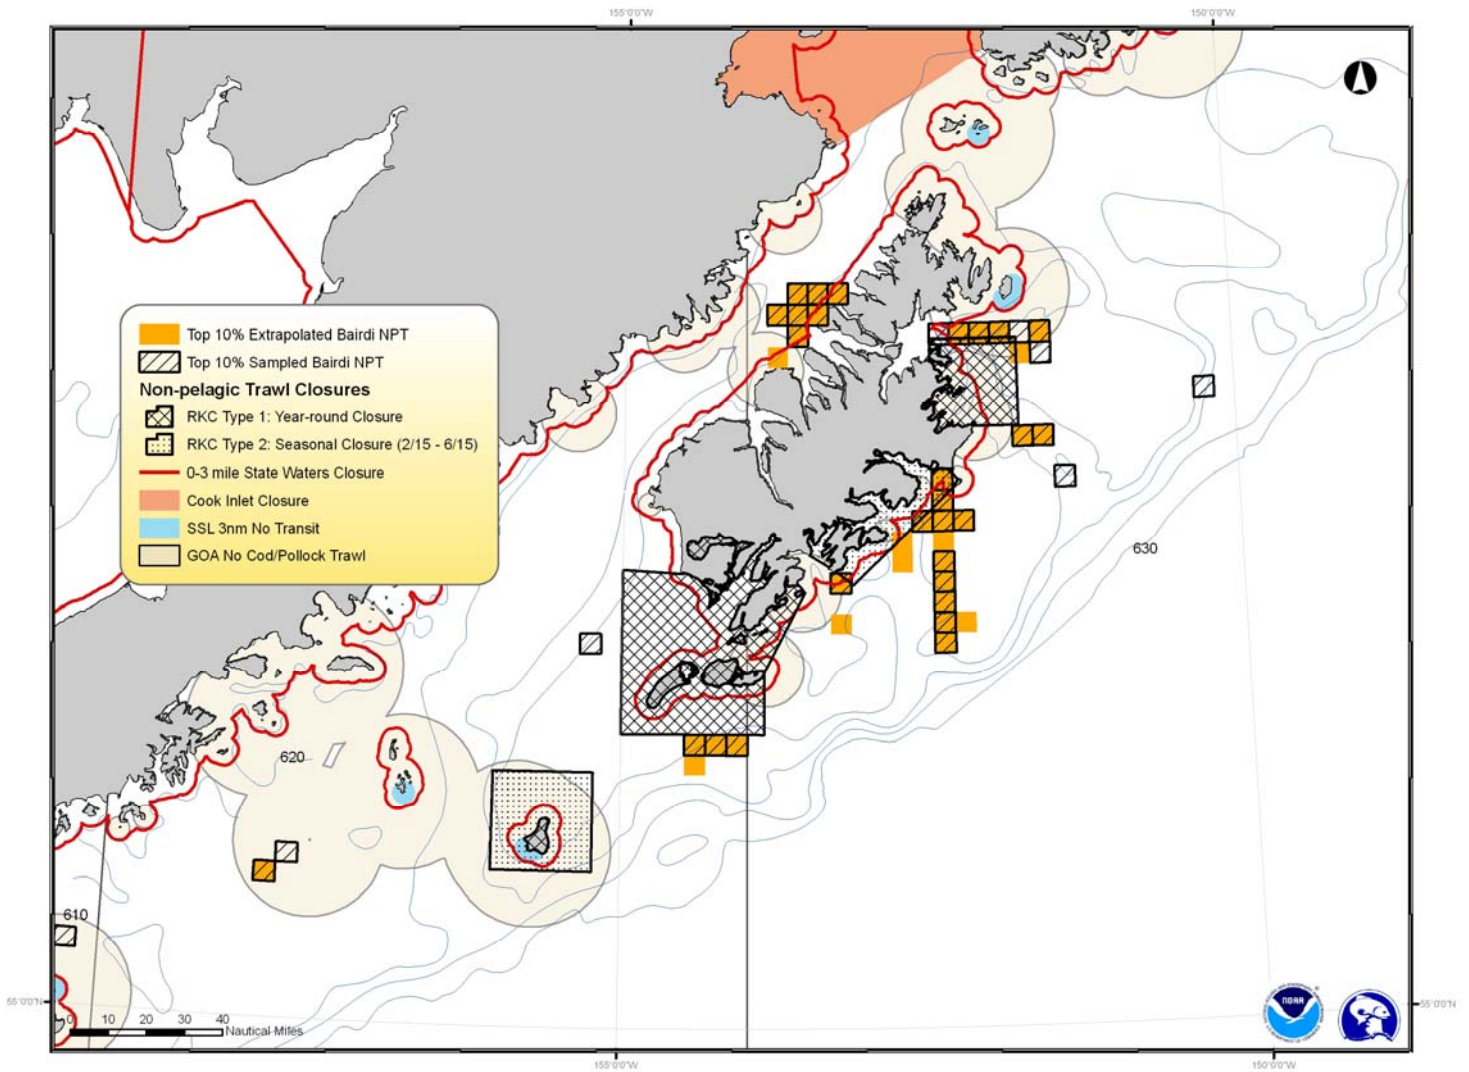 155°0'0"W
150°0'0"W
Top 10% Extrapolated Bairdi NPT
Top 10% Sampled Bairdi NPT
Non-pelagic Trawl Closures
RKC Type 1: Year-round Closure
RKC Type 2: Seasonal Closure (2/15 - 6/15)
0-3 mile State Waters Closure
Cook Inlet Closure
SSL 3nm No Transit
GOA No Cod/Pollock Trawl
630
620
610
55°0'0"N
55°0'0"N
0 10 20 30 40
Nautical Miles
NOAA
155°0'0"W
150°0'0"W